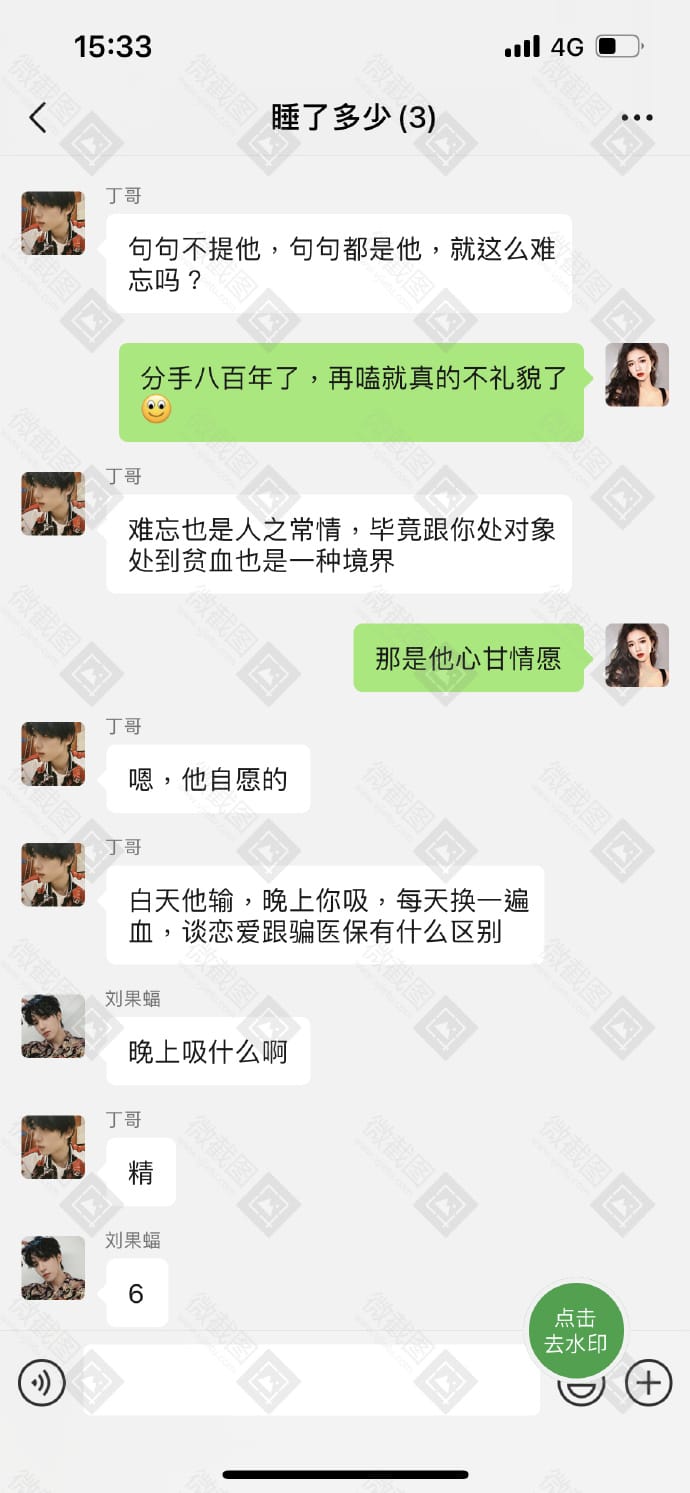 15:33
4G
睡了多少(3)
丁哥
句句不提他，句句都是他，就这么难
忘吗？
分手八百年了，再嗑就真的不礼貌了
🙂
丁哥
难忘也是人之常情，毕竟跟你处对象
处到贫血也是一种境界
那是他心甘情愿
丁哥
嗯，他自愿的
丁哥
白天他输，晚上你吸，每天换一遍
血，谈恋爱跟骗医保有什么区别
刘果蝠
晚上吸什么啊
丁哥
精
刘果蝠
6
点击
去水印
微截图